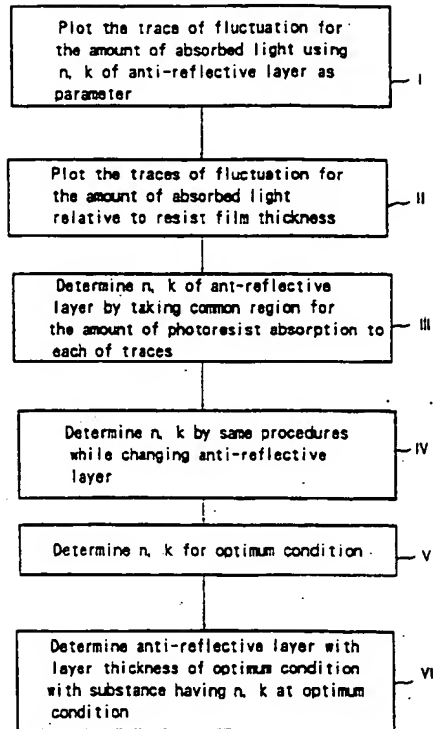 Plot the trace of fluctuation for
the amount of absorbed light using
n, k of anti-reflective layer as
parameter
I
Plot the traces of fluctuation for
the amount of absorbed light
relative to resist film thickness
II
Determine n, k of ant-reflective
layer by taking common region for
the amount of photoresist absorption to
each of traces
III
Determine n, k by same procedures
while changing anti-reflective
layer
IV
Determine n, k for optimum condition
V
Determine anti-reflective layer with
layer thickness of optimum condition
with substance having n, k at optimum
condition
VI